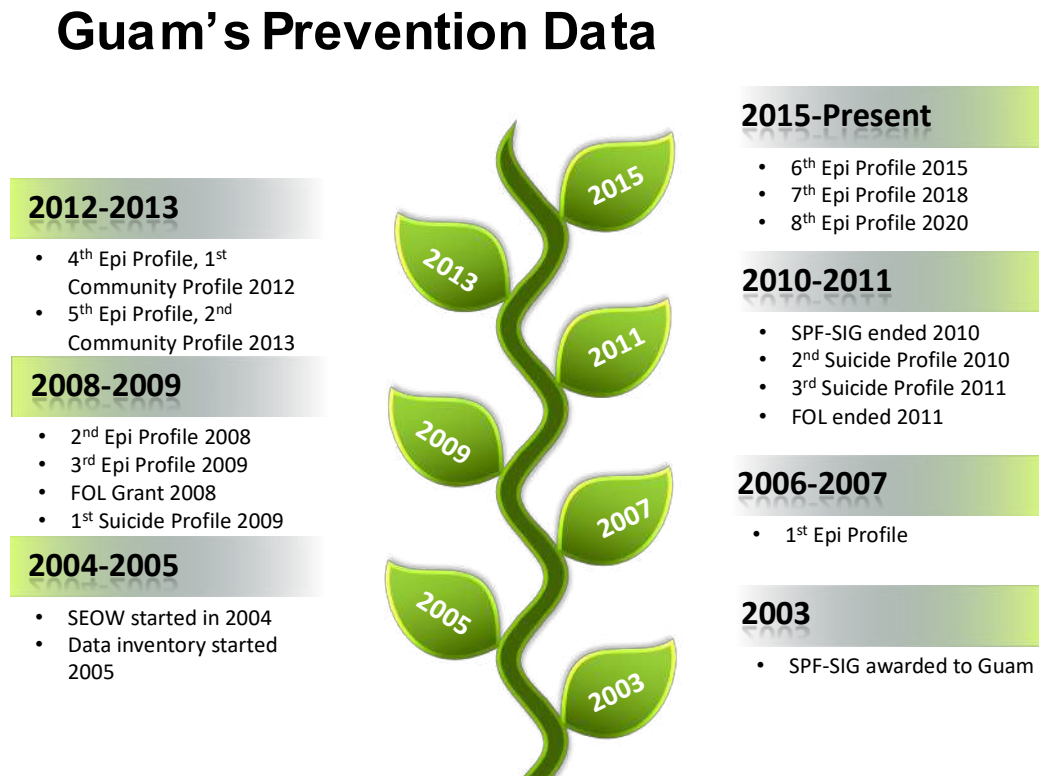 Guam's Prevention Data
2015-Present
• 6th Epi Profile 2015
• 7th Epi Profile 2018
• 8th Epi Profile 2020
2012-2013
• 4th Epi Profile, 1st
Community Profile 2012
• 5th Epi Profile, 2nd
Community Profile 2013
2010-2011
• SPF-SIG ended 2010
• 2nd Suicide Profile 2010
• 3rd Suicide Profile 2011
• FOL ended 2011
2008-2009
• 2nd Epi Profile 2008
• 3rd Epi Profile 2009
• FOL Grant 2008
• 1st Suicide Profile 2009
2006-2007
• 1st Epi Profile
2004-2005
• SEOW started in 2004
• Data inventory started
2005
2003
• SPF-SIG awarded to Guam
2015
2013
2011
2009
2007
2005
2003